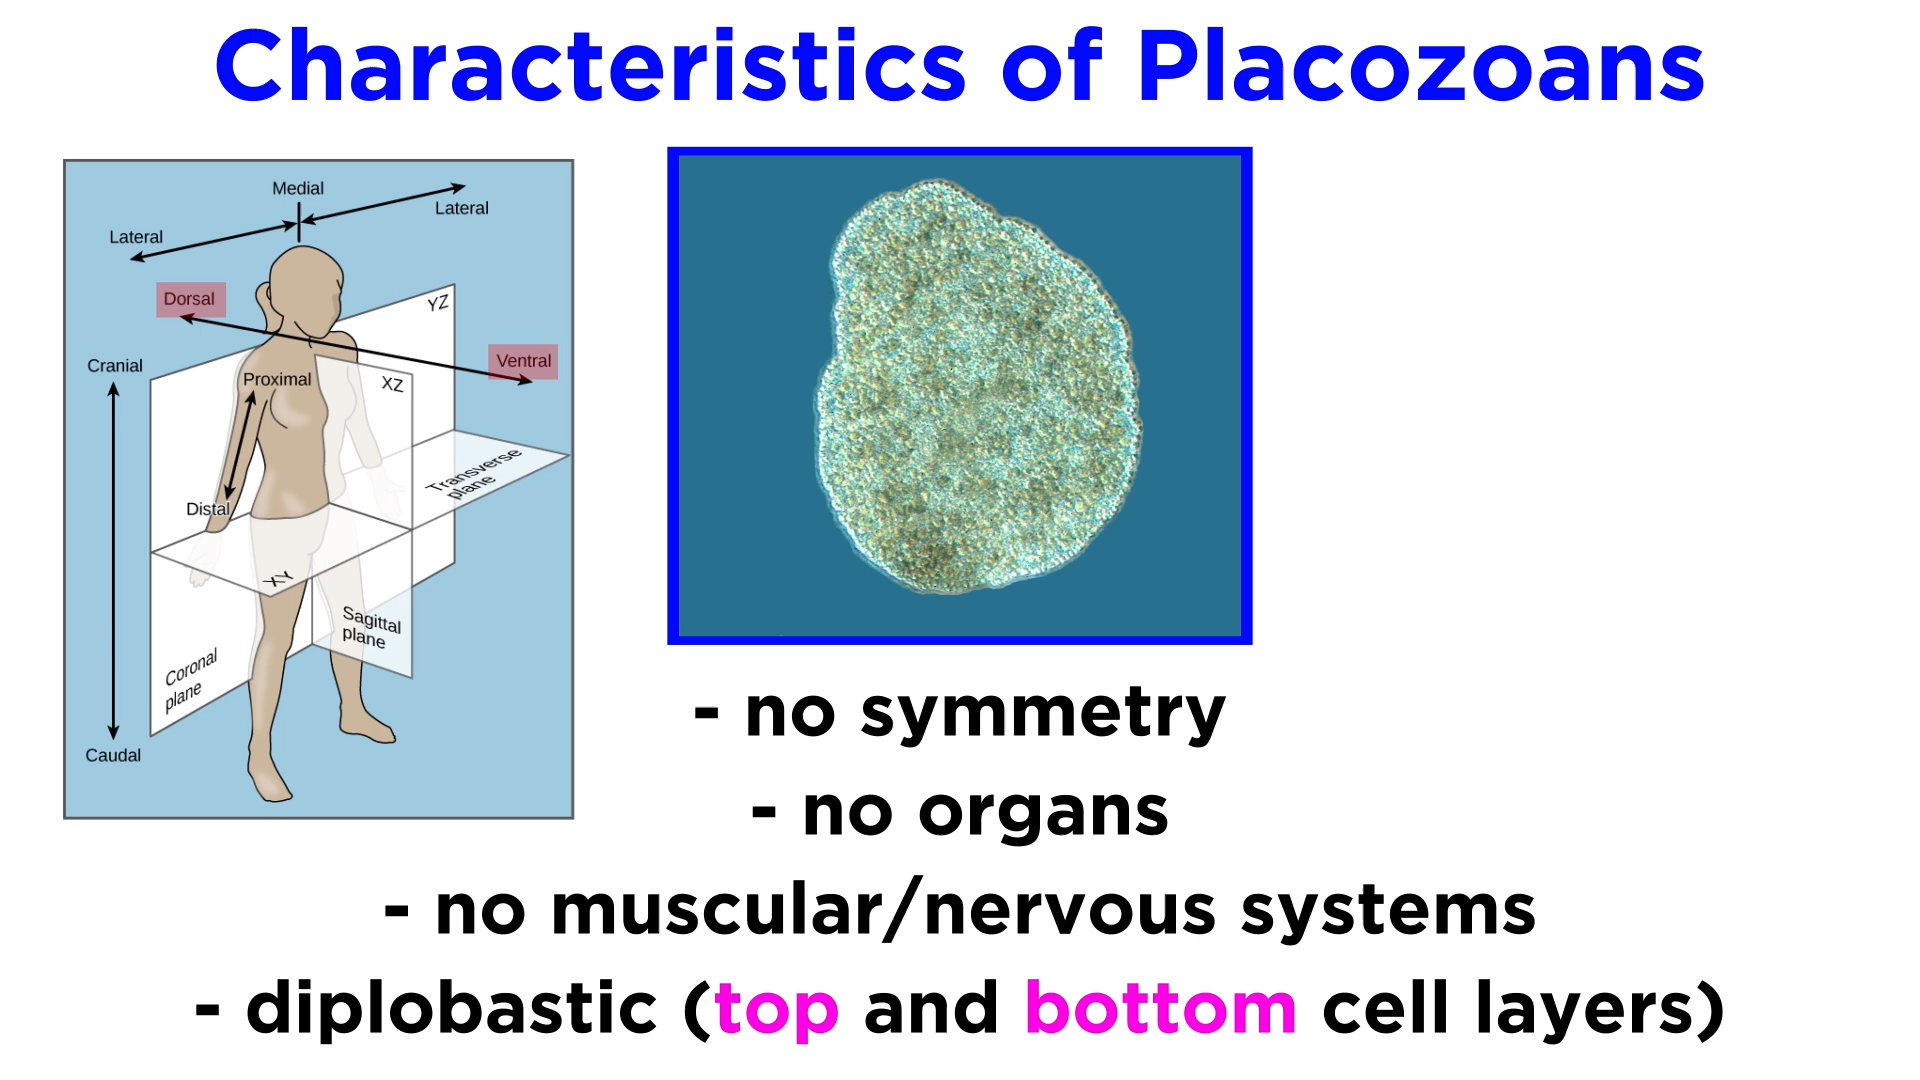 Characteristics of Placozoans
Medial
Lateral
Lateral
Dorsal
YZ
Ventral
Cranial
Proximal
XZ
Transverse
plane
Distal
XY
Sagittal
plane
Coronal
plane
Caudal
- no symmetry
- no organs
- no muscular/nervous systems
- diplobastic (top and bottom cell layers)